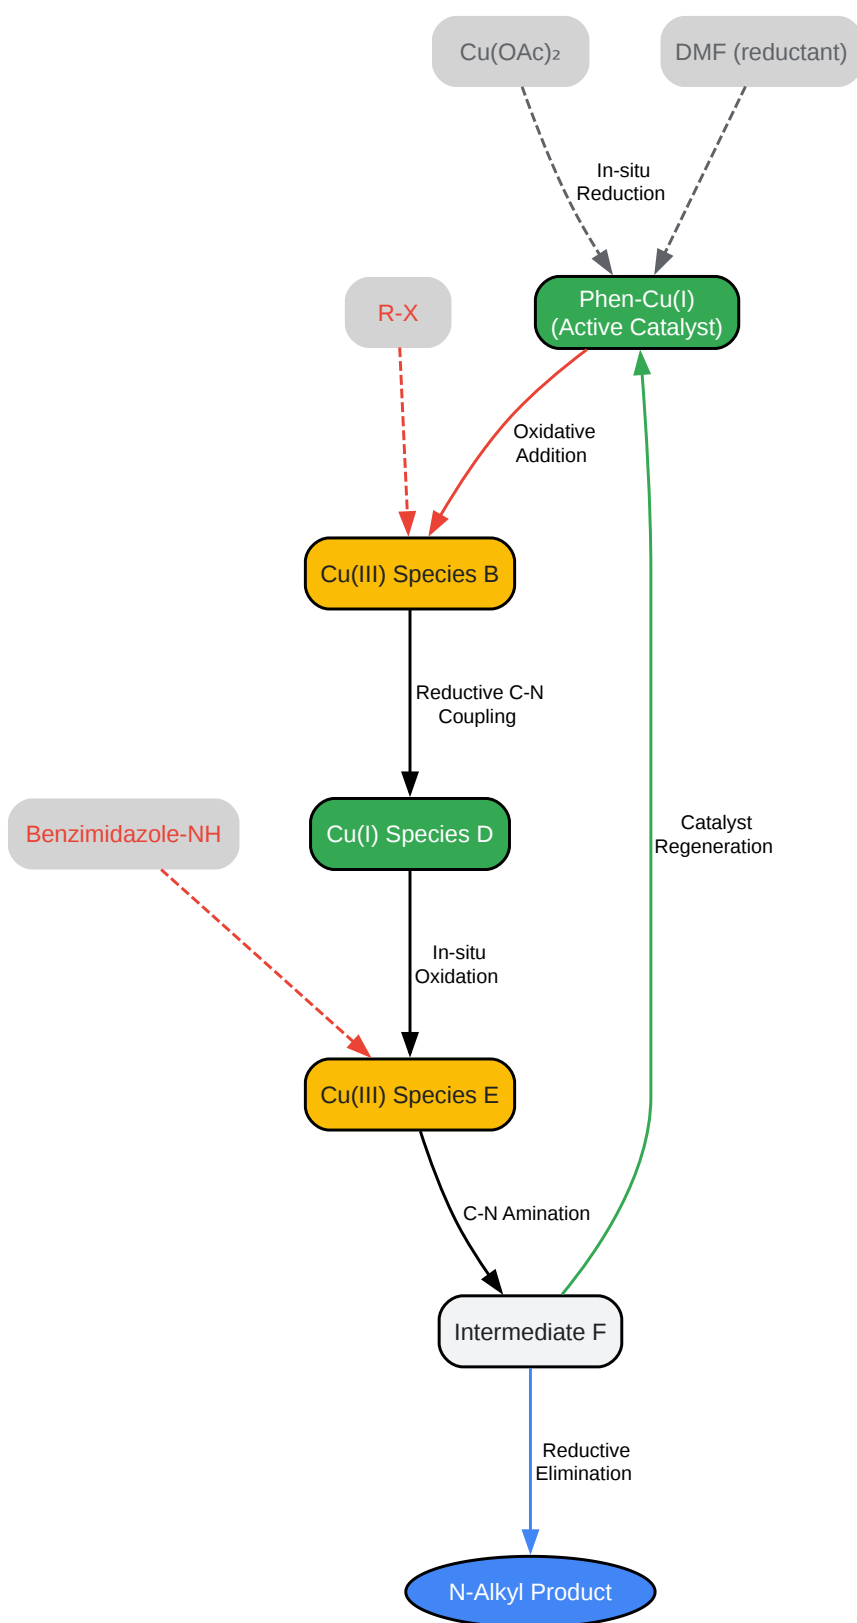 Cu(OAc)₂
DMF (reductant)
In-situ
Reduction
R-X
Phen-Cu(I)
(Active Catalyst)
Oxidative
Addition
Cu(III) Species B
Reductive C-N
Coupling
Benzimidazole-NH
Cu(I) Species D
Catalyst
Regeneration
In-situ
Oxidation
Cu(III) Species E
C-N Amination
Intermediate F
Reductive
Elimination
N-Alkyl Product